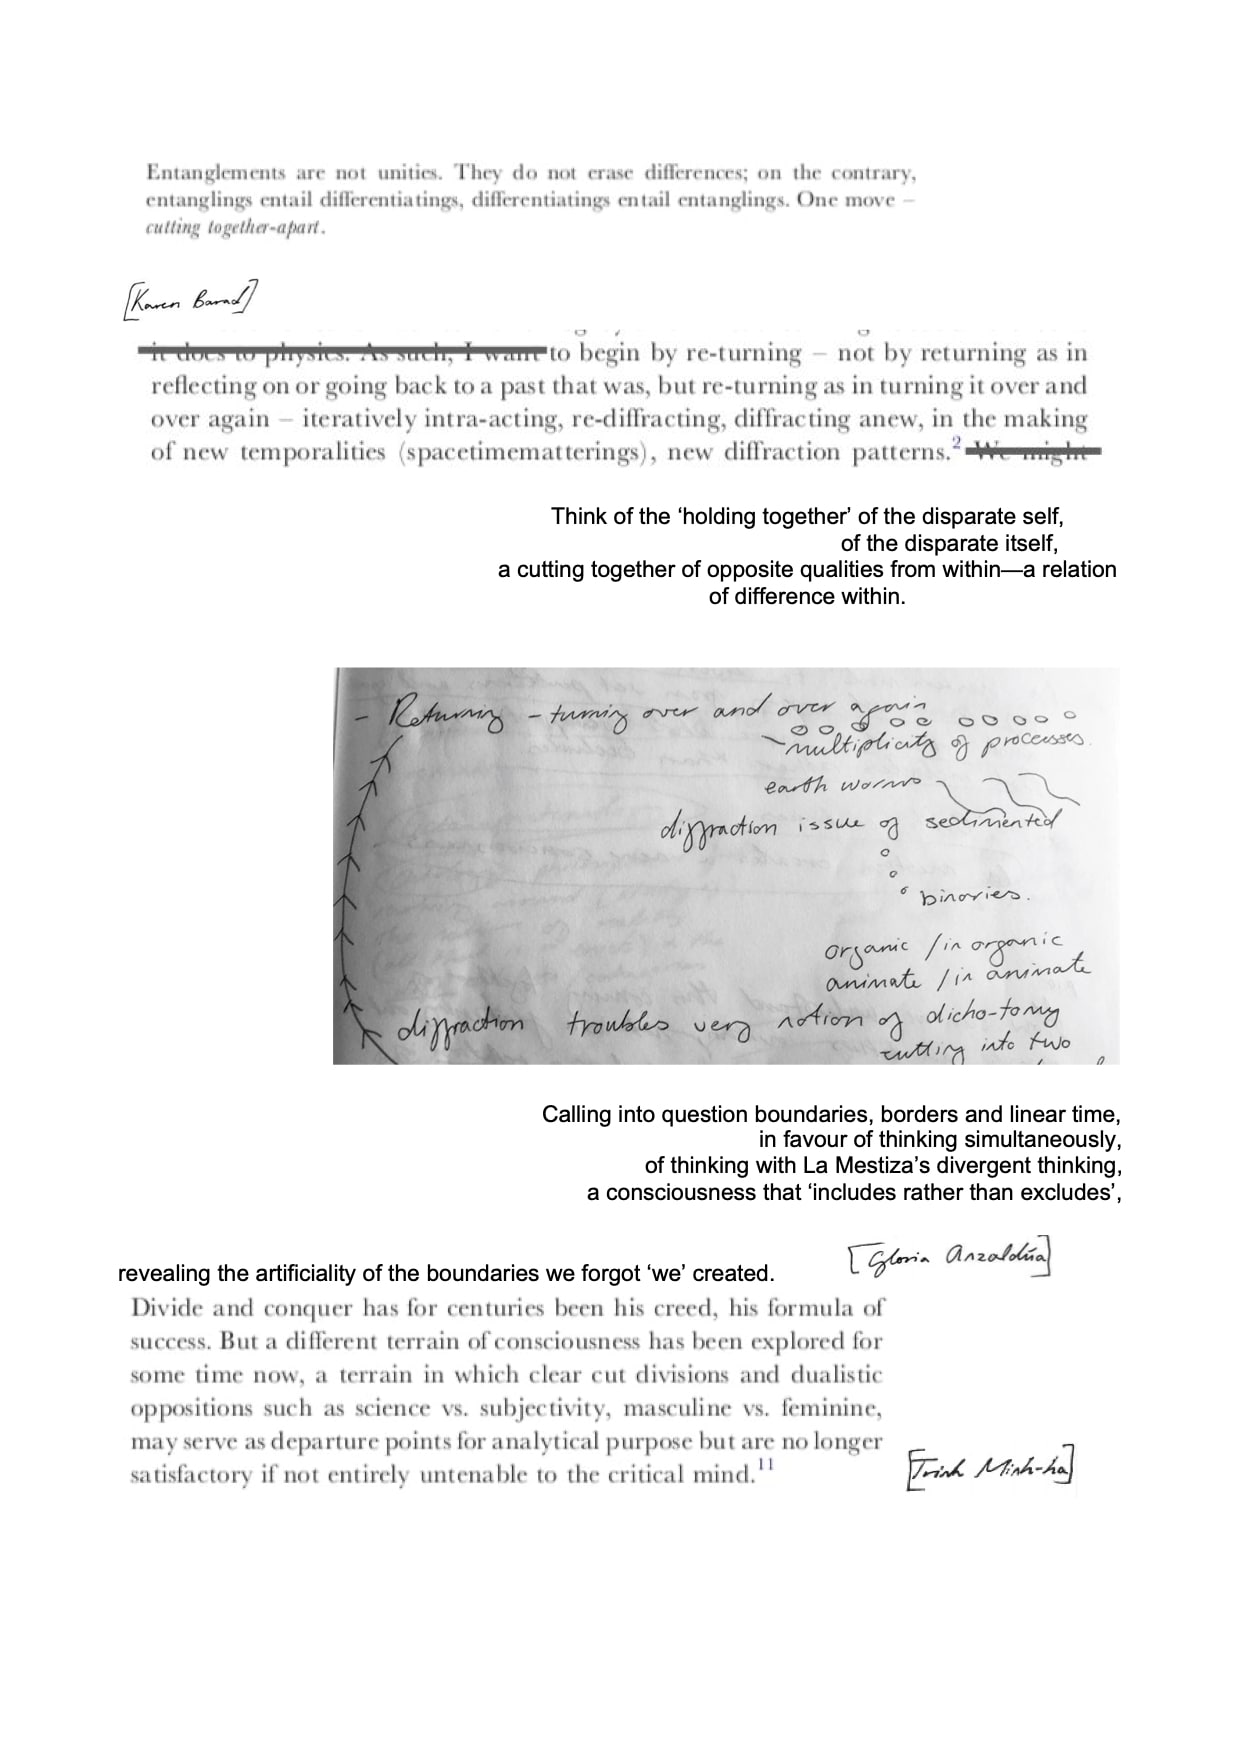 Entanglements are not unities. They do not erase differences; on the contrary,
entanglings entail differentiatings, differentiatings entail entanglings. One move –
cutting together-apart.
[Karen Barad]
it does to physics. As such, I want to begin by re-turning – not by returning as in
reflecting on or going back to a past that was, but re-turning as in turning it over and
over again – iteratively intra-acting, re-diffracting, diffracting anew, in the making
of new temporalities (spacetimematterings), new diffraction patterns.2 We might
Think of the ‘holding together’ of the disparate self,
of the disparate itself,
a cutting together of opposite qualities from within—a relation
of difference within.
- Returning - turning over and over again
multiplicity of processes.
earth worms
diffraction issue of sedimented
binaries.
organic / in organic
animate / in animate
diffraction troubles very notion of dicho-tomy
cutting into two
Calling into question boundaries, borders and linear time,
in favour of thinking simultaneously,
of thinking with La Mestiza’s divergent thinking,
a consciousness that ‘includes rather than excludes’,
[Gloria Anzaldúa]
revealing the artificiality of the boundaries we forgot ‘we’ created.
Divide and conquer has for centuries been his creed, his formula of
success. But a different terrain of consciousness has been explored for
some time now, a terrain in which clear cut divisions and dualistic
oppositions such as science vs. subjectivity, masculine vs. feminine,
may serve as departure points for analytical purpose but are no longer
satisfactory if not entirely untenable to the critical mind.11
[Trinh Minh-ha]